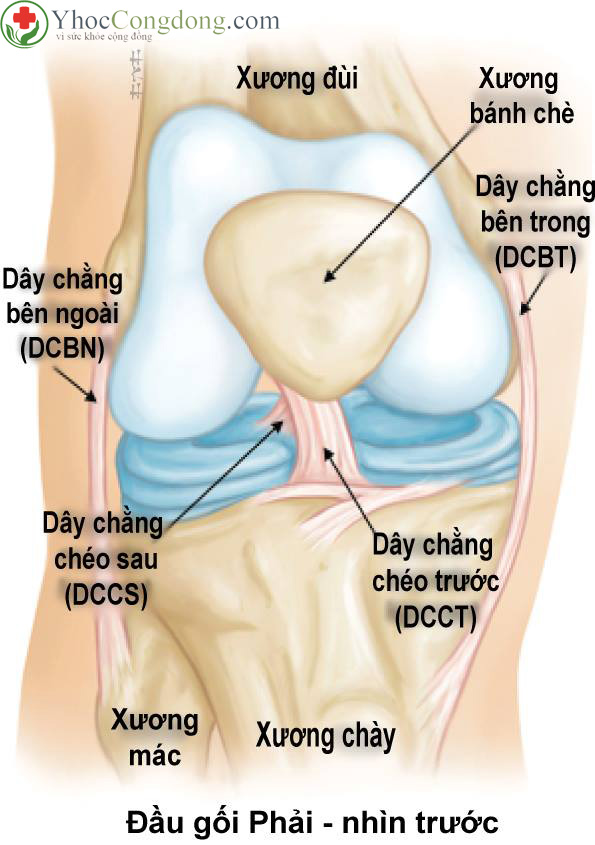 YhocCongdong.com
vì sức khỏe cộng đồng
Xương đùi
Xương
bánh chè
Dây chằng
bên trong
(DCBT)
Dây chằng
bên ngoài
(DCBN)
Dây chằng
chéo sau
(DCCS)
Dây chằng
chéo trước
(DCCT)
Xương
mác
Xương chày
Đầu gối Phải - nhìn trước